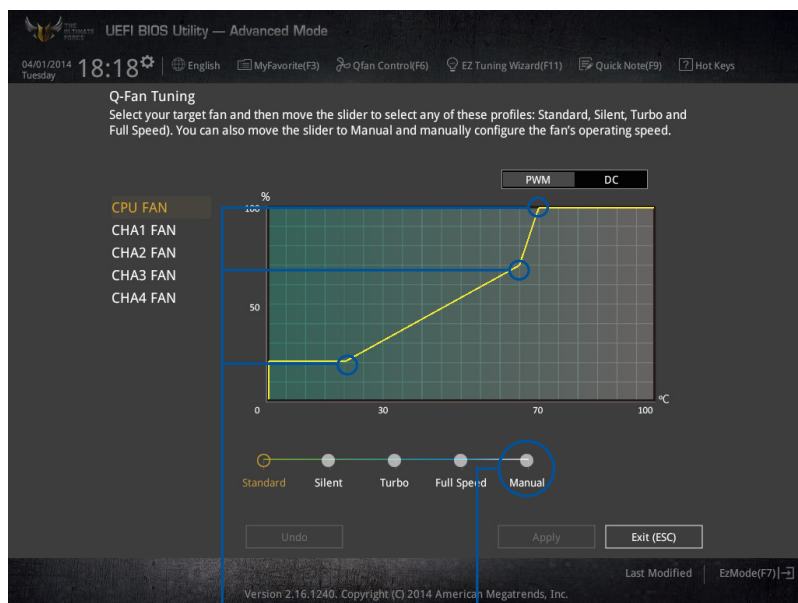 THE ULTIMATE FORCE UEFI BIOS Utility — Advanced Mode
04/01/2014 Tuesday 18:18 English MyFavorite(F3) Qfan Control(F6) EZ Tuning Wizard(F11) Quick Note(F9) ? Hot Keys
Q-Fan Tuning
Select your target fan and then move the slider to select any of these profiles: Standard, Silent, Turbo and
Full Speed). You can also move the slider to Manual and manually configure the fan's operating speed.
PWM DC
%
CPU FAN
CHA1 FAN
CHA2 FAN
CHA3 FAN
CHA4 FAN
100
50
0 30 70 100 °C
Standard Silent Turbo Full Speed Manual
Undo Apply Exit (ESC)
Last Modified EzMode(F7)
Version 2.16.1240. Copyright (C) 2014 American Megatrends, Inc.